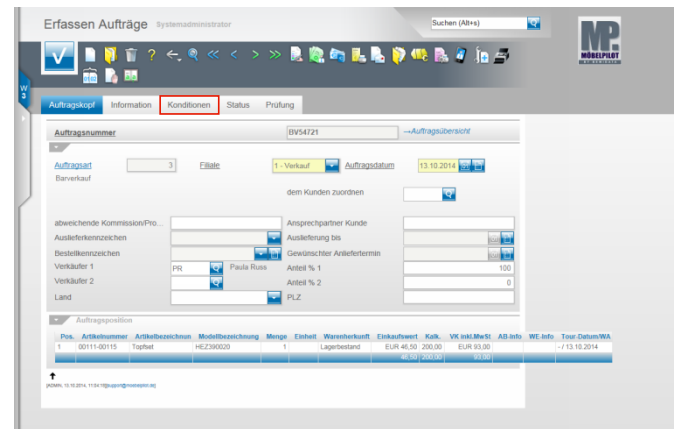 Erfassen Aufträge Systemadministrator
Suchen (Alt+s)
MP
MÖBELPILOT
W
3
Auftragskopf Information Konditionen Status Prüfung
Auftragsnummer BV54721 →Auftragsübersicht
Auftragsart 3 Filiale 1 - Verkauf Auftragsdatum 13.10.2014
Barverkauf
dem Kunden zuordnen
abweichende Kommission/Pro... Ansprechpartner Kunde
Auslieferkennzeichen Auslieferung bis
Bestellkennzeichen Gewünschter Anliefertermin
Verkäufer 1 PR Paula Russ Anteil % 1 100
Verkäufer 2 Anteil % 2 0
Land PLZ
Auftragsposition
Pos. Artikelnummer Artikelbezeichnun Modellbezeichnung Menge Einheit Warenherkunft Einkaufswert Kalk. VK inkl.MwSt AB-Info WE-Info Tour-Datum/WA
1 00111-00115 Topfset HEZ390020 1 Lagerbestand EUR 46,50 200,00 EUR 93,00 - / 13.10.2014
46,50 200,00 93,00